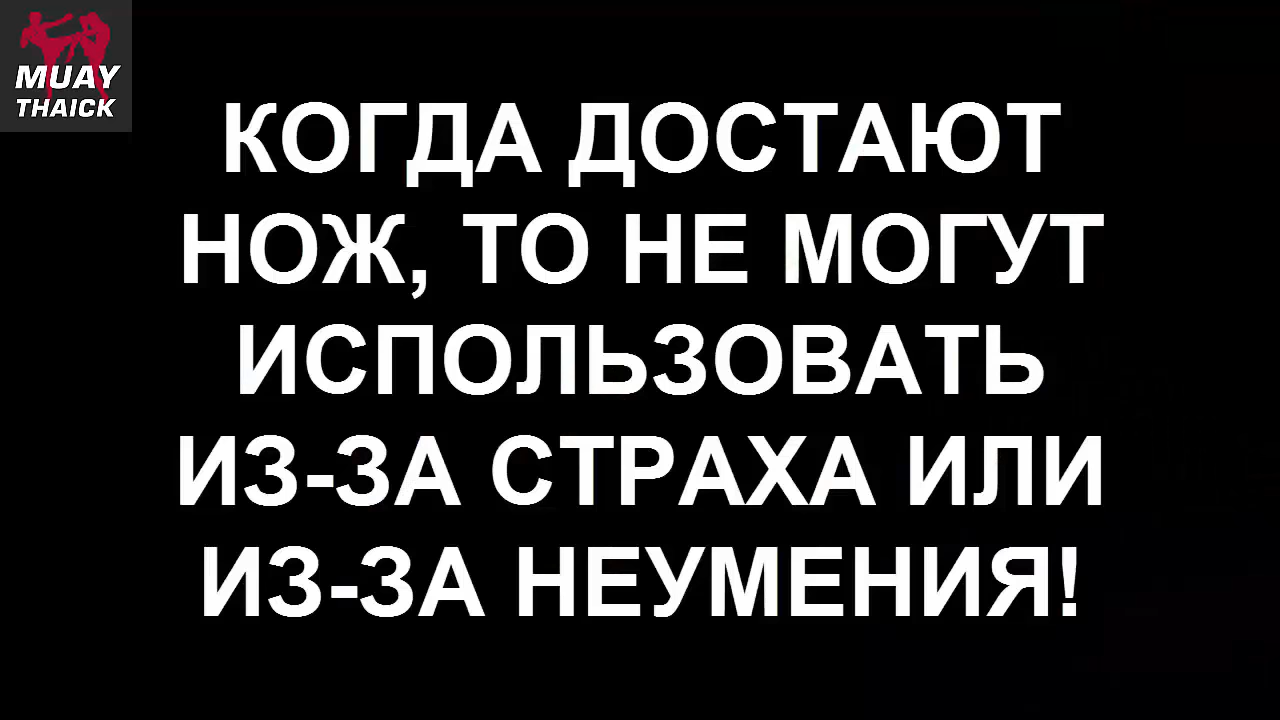 MUAY
THAICK
КОГДА ДОСТАЮТ
НОЖ, ТО НЕ МОГУТ
ИСПОЛЬЗОВАТЬ
ИЗ-ЗА СТРАХА ИЛИ
ИЗ-ЗА НЕУМЕНИЯ!